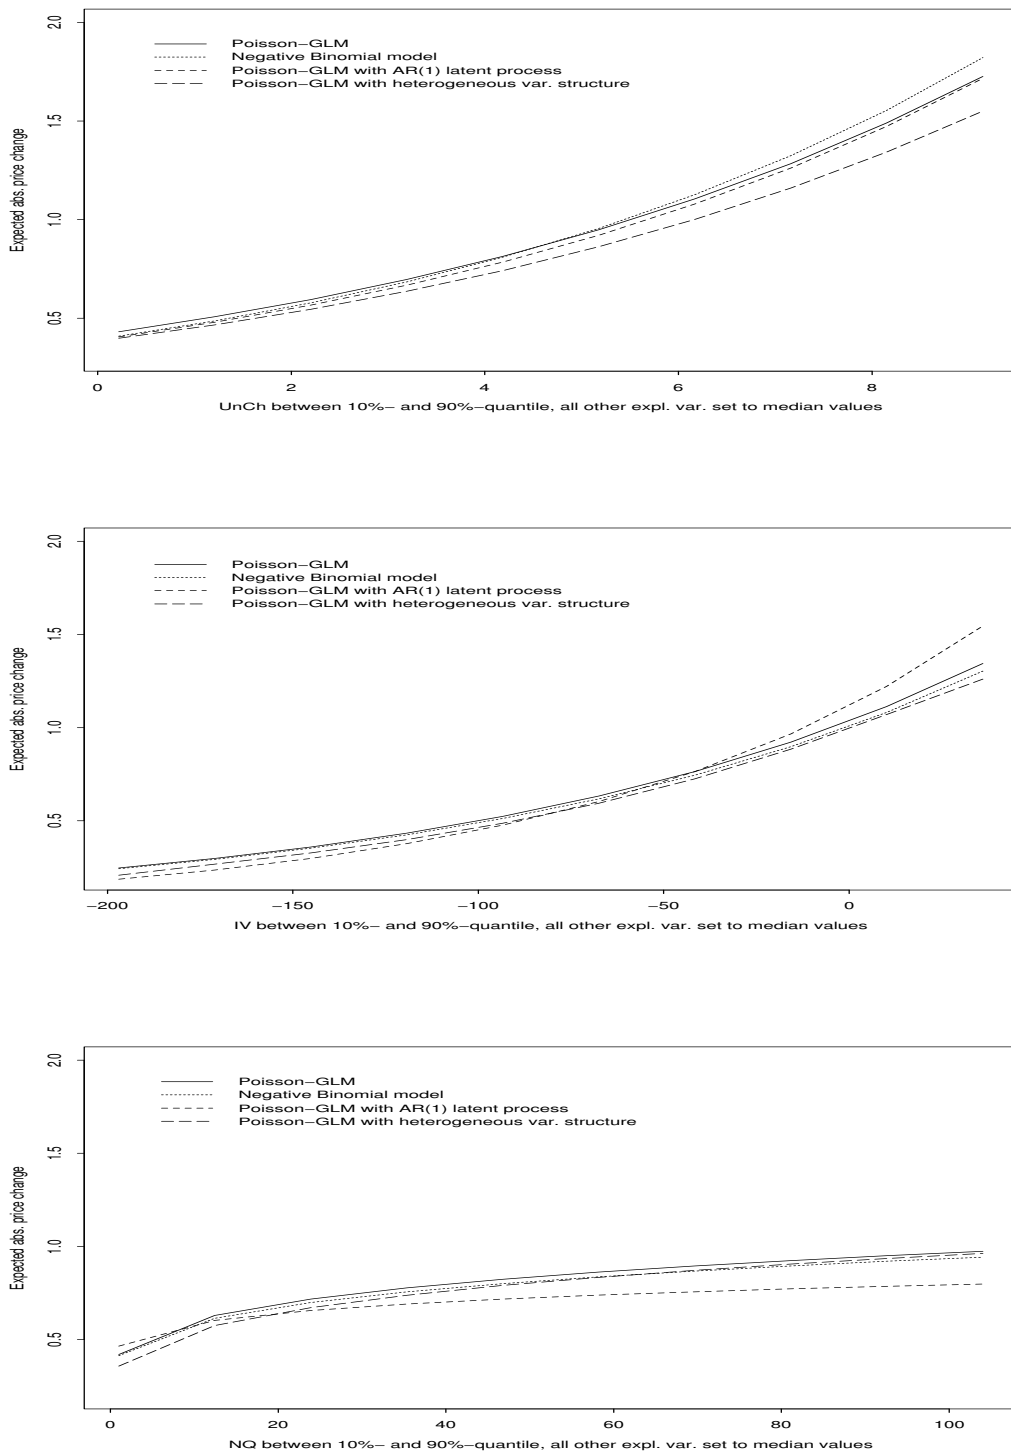 2.0
1.5
1.0
0.5
Expected abs. price change
Poisson−GLM
Negative Binomial model
Poisson−GLM with AR(1) latent process
Poisson−GLM with heterogeneous var. structure
0 2 4 6 8
UnCh between 10%− and 90%−quantile, all other expl. var. set to median values
2.0
1.5
1.0
0.5
Expected abs. price change
Poisson−GLM
Negative Binomial model
Poisson−GLM with AR(1) latent process
Poisson−GLM with heterogeneous var. structure
−200 −150 −100 −50 0
IV between 10%− and 90%−quantile, all other expl. var. set to median values
2.0
1.5
1.0
0.5
Expected abs. price change
Poisson−GLM
Negative Binomial model
Poisson−GLM with AR(1) latent process
Poisson−GLM with heterogeneous var. structure
0 20 40 60 80 100
NQ between 10%− and 90%−quantile, all other expl. var. set to median values